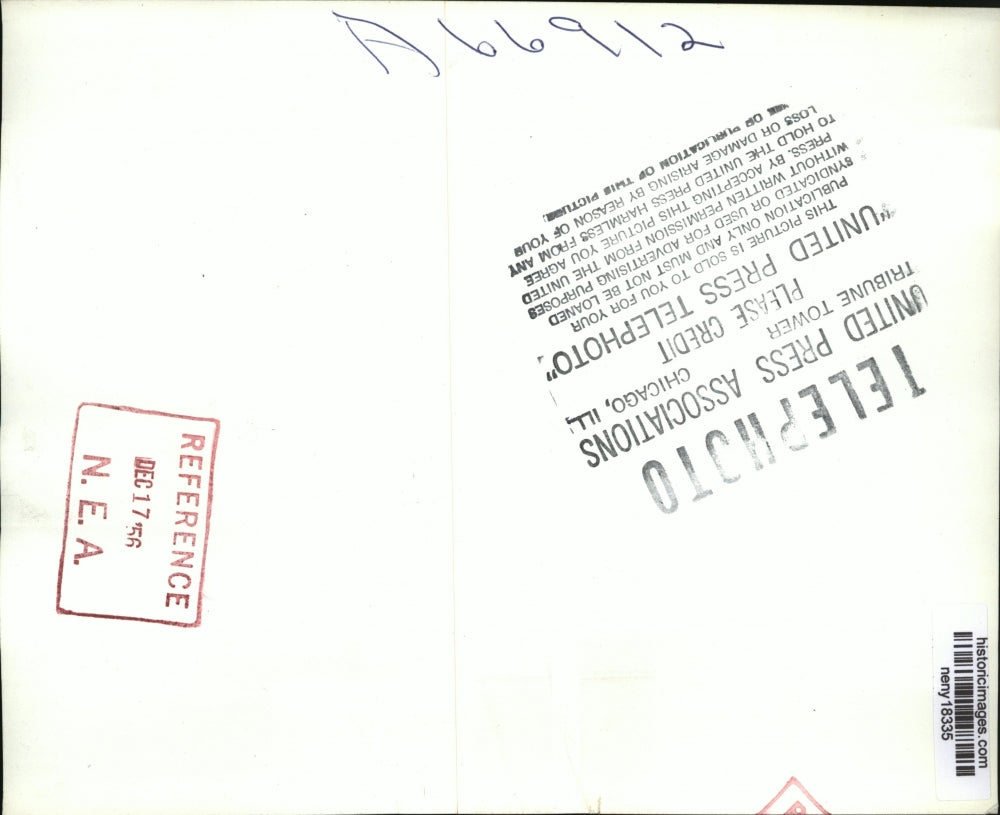 A66912
TELEPHOTO
UNITED PRESS ASSOCIATIONS
TRIBUNE TOWER CHICAGO, ILL.
PLEASE CREDIT
"UNITED PRESS TELEPHOTO"
THIS PICTURE IS SOLD TO YOU FOR YOUR
PUBLICATION ONLY AND MUST NOT BE LOANED
SYNDICATED OR USED FOR ADVERTISING PURPOSES
WITHOUT WRITTEN PERMISSION FROM THE UNITED
PRESS. BY ACCEPTING THIS PICTURE YOU AGREE
TO HOLD THE UNITED PRESS HARMLESS FROM ANY
LOSS OR DAMAGE ARISING BY REASON OF YOUR
USE OF PUBLICATION OF THIS PICTURE.
REFERENCE
DEC 17 '56
N. E. A.
historicimages.com
neny18335